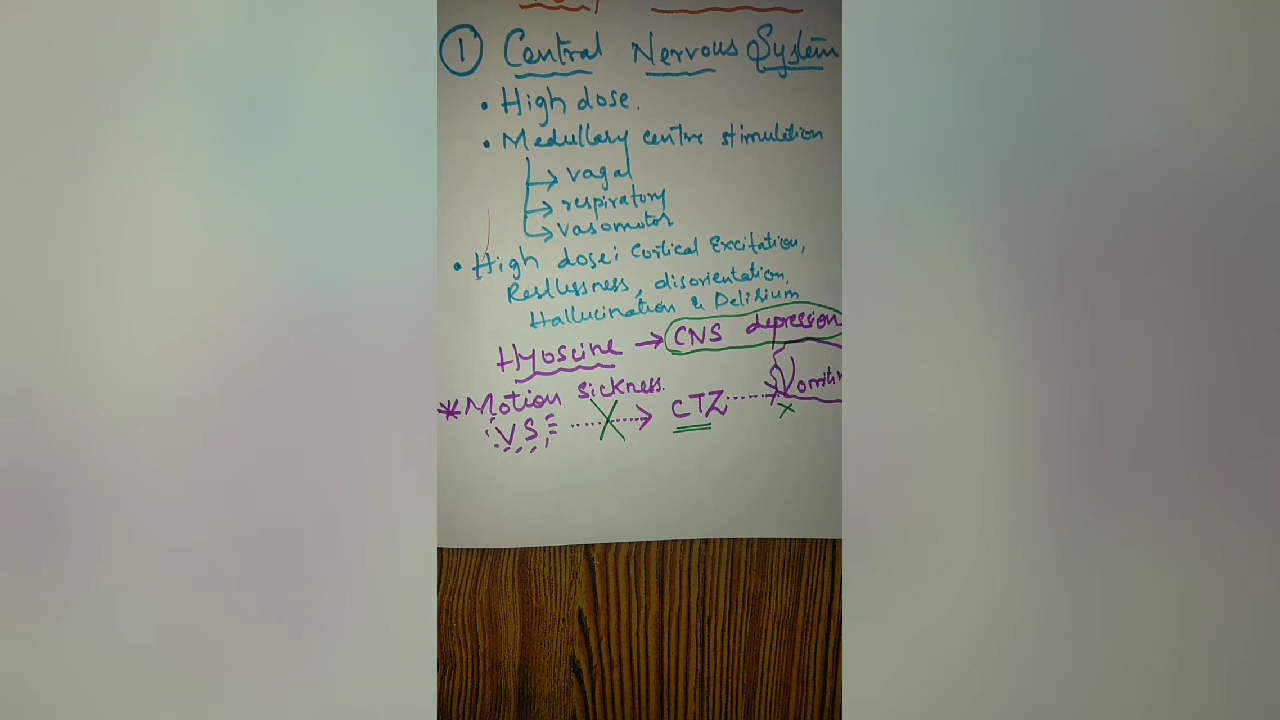 ① Central Nervous System
• High dose.
• Medullary centre stimulation
→ vagal
→ respiratory
→ vasomotor
• High dose: Cortical Excitation,
Restlessness, disorientation,
Hallucination & Delirium
Hyoscine → CNS depression
* Motion sickness.
VS → CTZ →